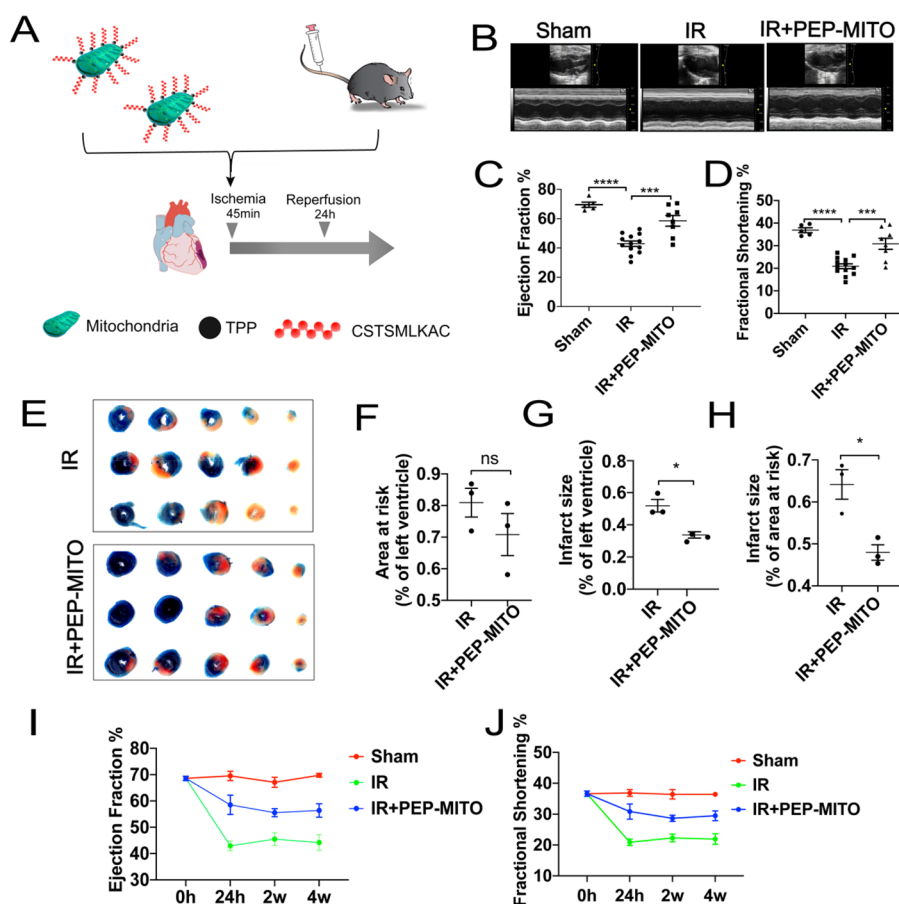 A
Ischemia
45min
Reperfusion
24h
Mitochondria
TPP
CSTSMLKAC
B
Sham
IR
IR+PEP-MITO
C
Ejection Fraction %
80
60
40
20
0
****
***
Sham
IR
IR+PEP-MITO
D
Fractional Shortening %
50
40
30
20
10
0
****
***
Sham
IR
IR+PEP-MITO
E
IR
IR+PEP-MITO
F
Area at risk
(% of left ventricle)
1.0
0.9
0.8
0.7
0.6
0.5
ns
IR
IR+PEP-MITO
G
Infarct size
(% of left ventricle)
0.8
0.6
0.4
0.2
0.0
*
IR
IR+PEP-MITO
H
Infarct size
(% of area at risk)
0.7
0.6
0.5
0.4
*
IR
IR+PEP-MITO
I
Ejection Fraction %
80
70
60
50
40
30
0h
24h
2w
4w
Sham
IR
IR+PEP-MITO
J
Fractional Shortening %
50
40
30
20
10
0h
24h
2w
4w
Sham
IR
IR+PEP-MITO